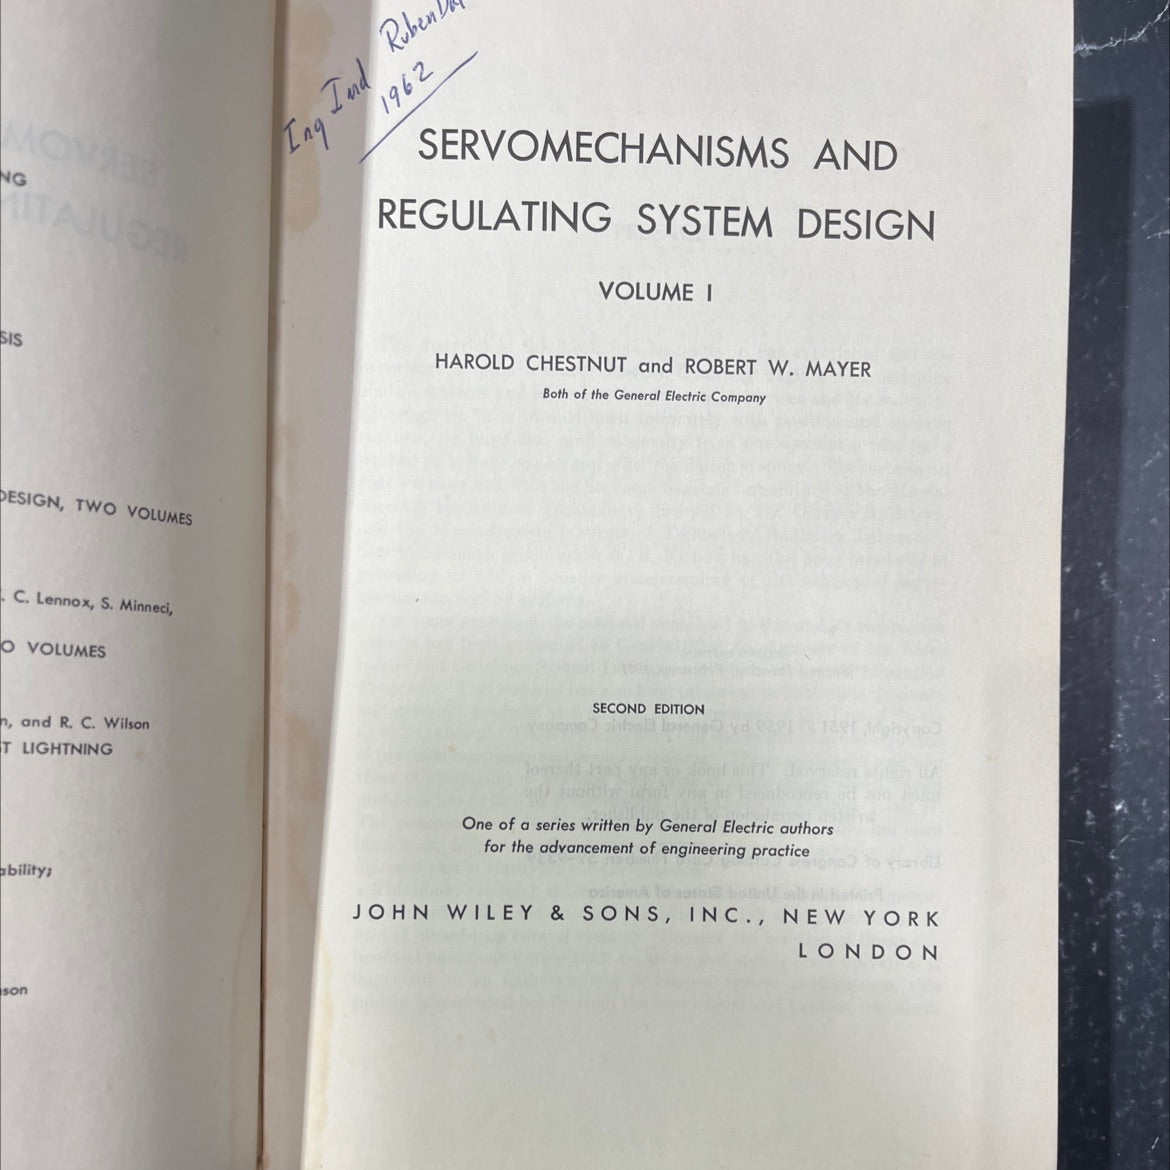 NG
SIS
DESIGN, TWO VOLUMES
. C. Lennox, S. Minneci,
O VOLUMES
n, and R. C. Wilson
T LIGHTNING
ability;
son
Ing Ind Ruben
1962
SERVOMECHANISMS AND
REGULATING SYSTEM DESIGN
VOLUME I
HAROLD CHESTNUT and ROBERT W. MAYER
Both of the General Electric Company
SECOND EDITION
One of a series written by General Electric authors
for the advancement of engineering practice
JOHN WILEY & SONS, INC., NEW YORK
LONDON